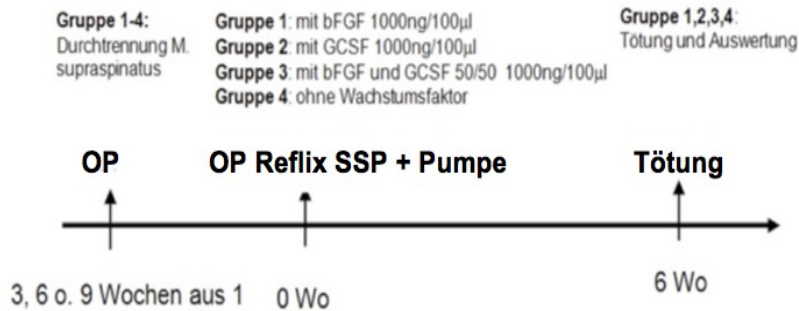 Gruppe 1-4:
Durchtrennung M.
supraspinatus
Gruppe 1: mit bFGF 1000ng/100µl
Gruppe 2: mit GCSF 1000ng/100µl
Gruppe 3: mit bFGF und GCSF 50/50 1000ng/100µl
Gruppe 4: ohne Wachstumsfaktor
Gruppe 1,2,3,4:
Tötung und Auswertung
OP
OP Reflix SSP + Pumpe
Tötung
3, 6 o. 9 Wochen aus 1
0 Wo
6 Wo